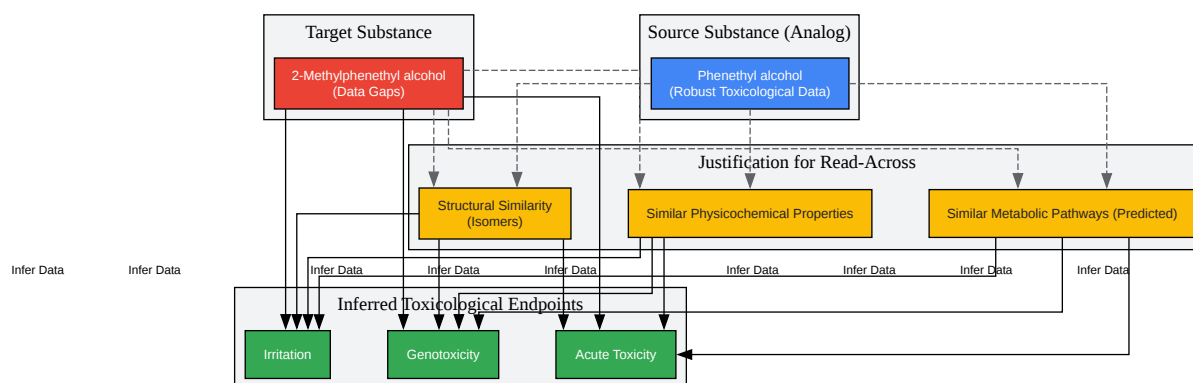 Target Substance
Source Substance (Analog)
2-Methylphenethyl alcohol
(Data Gaps)
Phenethyl alcohol
(Robust Toxicological Data)
Justification for Read-Across
Structural Similarity
(Isomers)
Similar Physicochemical Properties
Similar Metabolic Pathways (Predicted)
Infer Data
Infer Data
Infer Data
Infer Data
Infer Data
Infer Data
Infer Data
Infer Data
Infer Data
Inferred Toxicological Endpoints
Irritation
Genotoxicity
Acute Toxicity